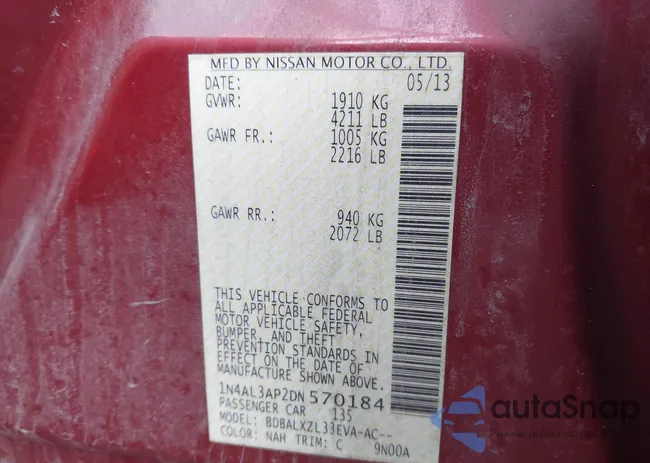 MFD BY NISSAN MOTOR CO., LTD.
DATE: 05/13
GVWR: 1910 KG
4211 LB
GAWR FR.: 1005 KG
2216 LB
GAWR RR.: 940 KG
2072 LB
THIS VEHICLE CONFORMS TO
ALL APPLICABLE FEDERAL
MOTOR VEHICLE SAFETY,
BUMPER, AND THEFT
PREVENTION STANDARDS IN
EFFECT ON THE DATE OF
MANUFACTURE SHOWN ABOVE.
1N4AL3AP2DN 570184
PASSENGER CAR 135
MODEL: BDBALXZL33EVA-AC--
COLOR: NAH TRIM: C 9N00A
autoSnap